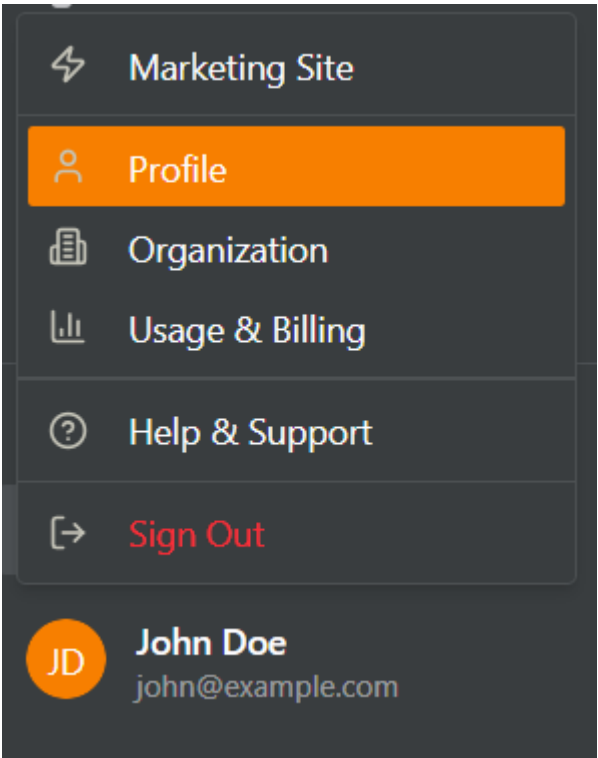 Marketing Site
Profile
Organization
Usage & Billing
Help & Support
Sign Out
JD
John Doe
john@example.com